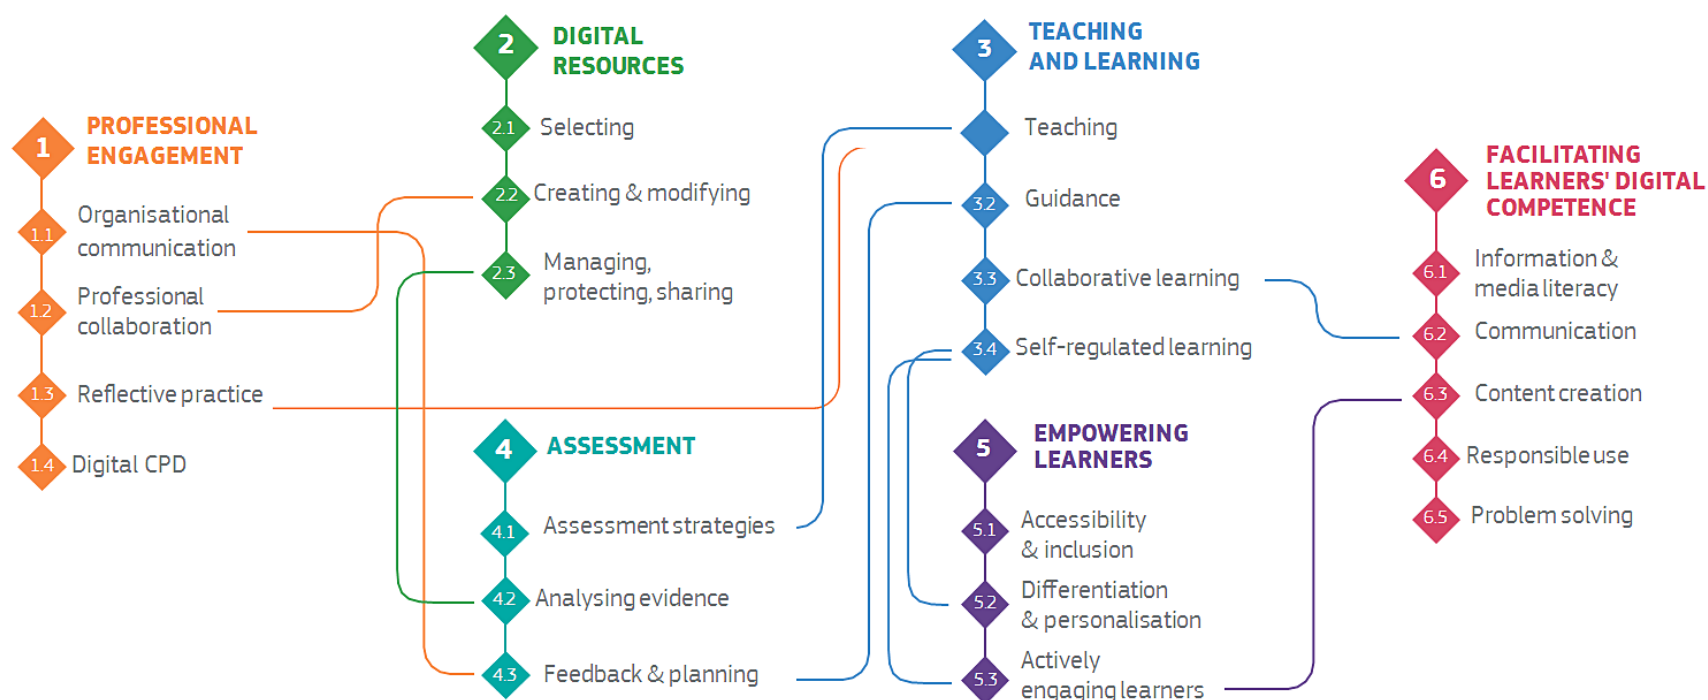 1
PROFESSIONAL
ENGAGEMENT
1.1
Organisational
communication
1.2
Professional
collaboration
1.3
Reflective practice
1.4
Digital CPD
2
DIGITAL
RESOURCES
2.1
Selecting
2.2
Creating & modifying
2.3
Managing,
protecting, sharing
3
TEACHING
AND LEARNING
Teaching
3.2
Guidance
3.3
Collaborative learning
3.4
Self-regulated learning
4
ASSESSMENT
4.1
Assessment strategies
4.2
Analysing evidence
4.3
Feedback & planning
5
EMPOWERING
LEARNERS
5.1
Accessibility
& inclusion
5.2
Differentiation
& personalisation
5.3
Actively
engaging learners
6
FACILITATING
LEARNERS' DIGITAL
COMPETENCE
6.1
Information &
media literacy
6.2
Communication
6.3
Content creation
6.4
Responsible use
6.5
Problem solving